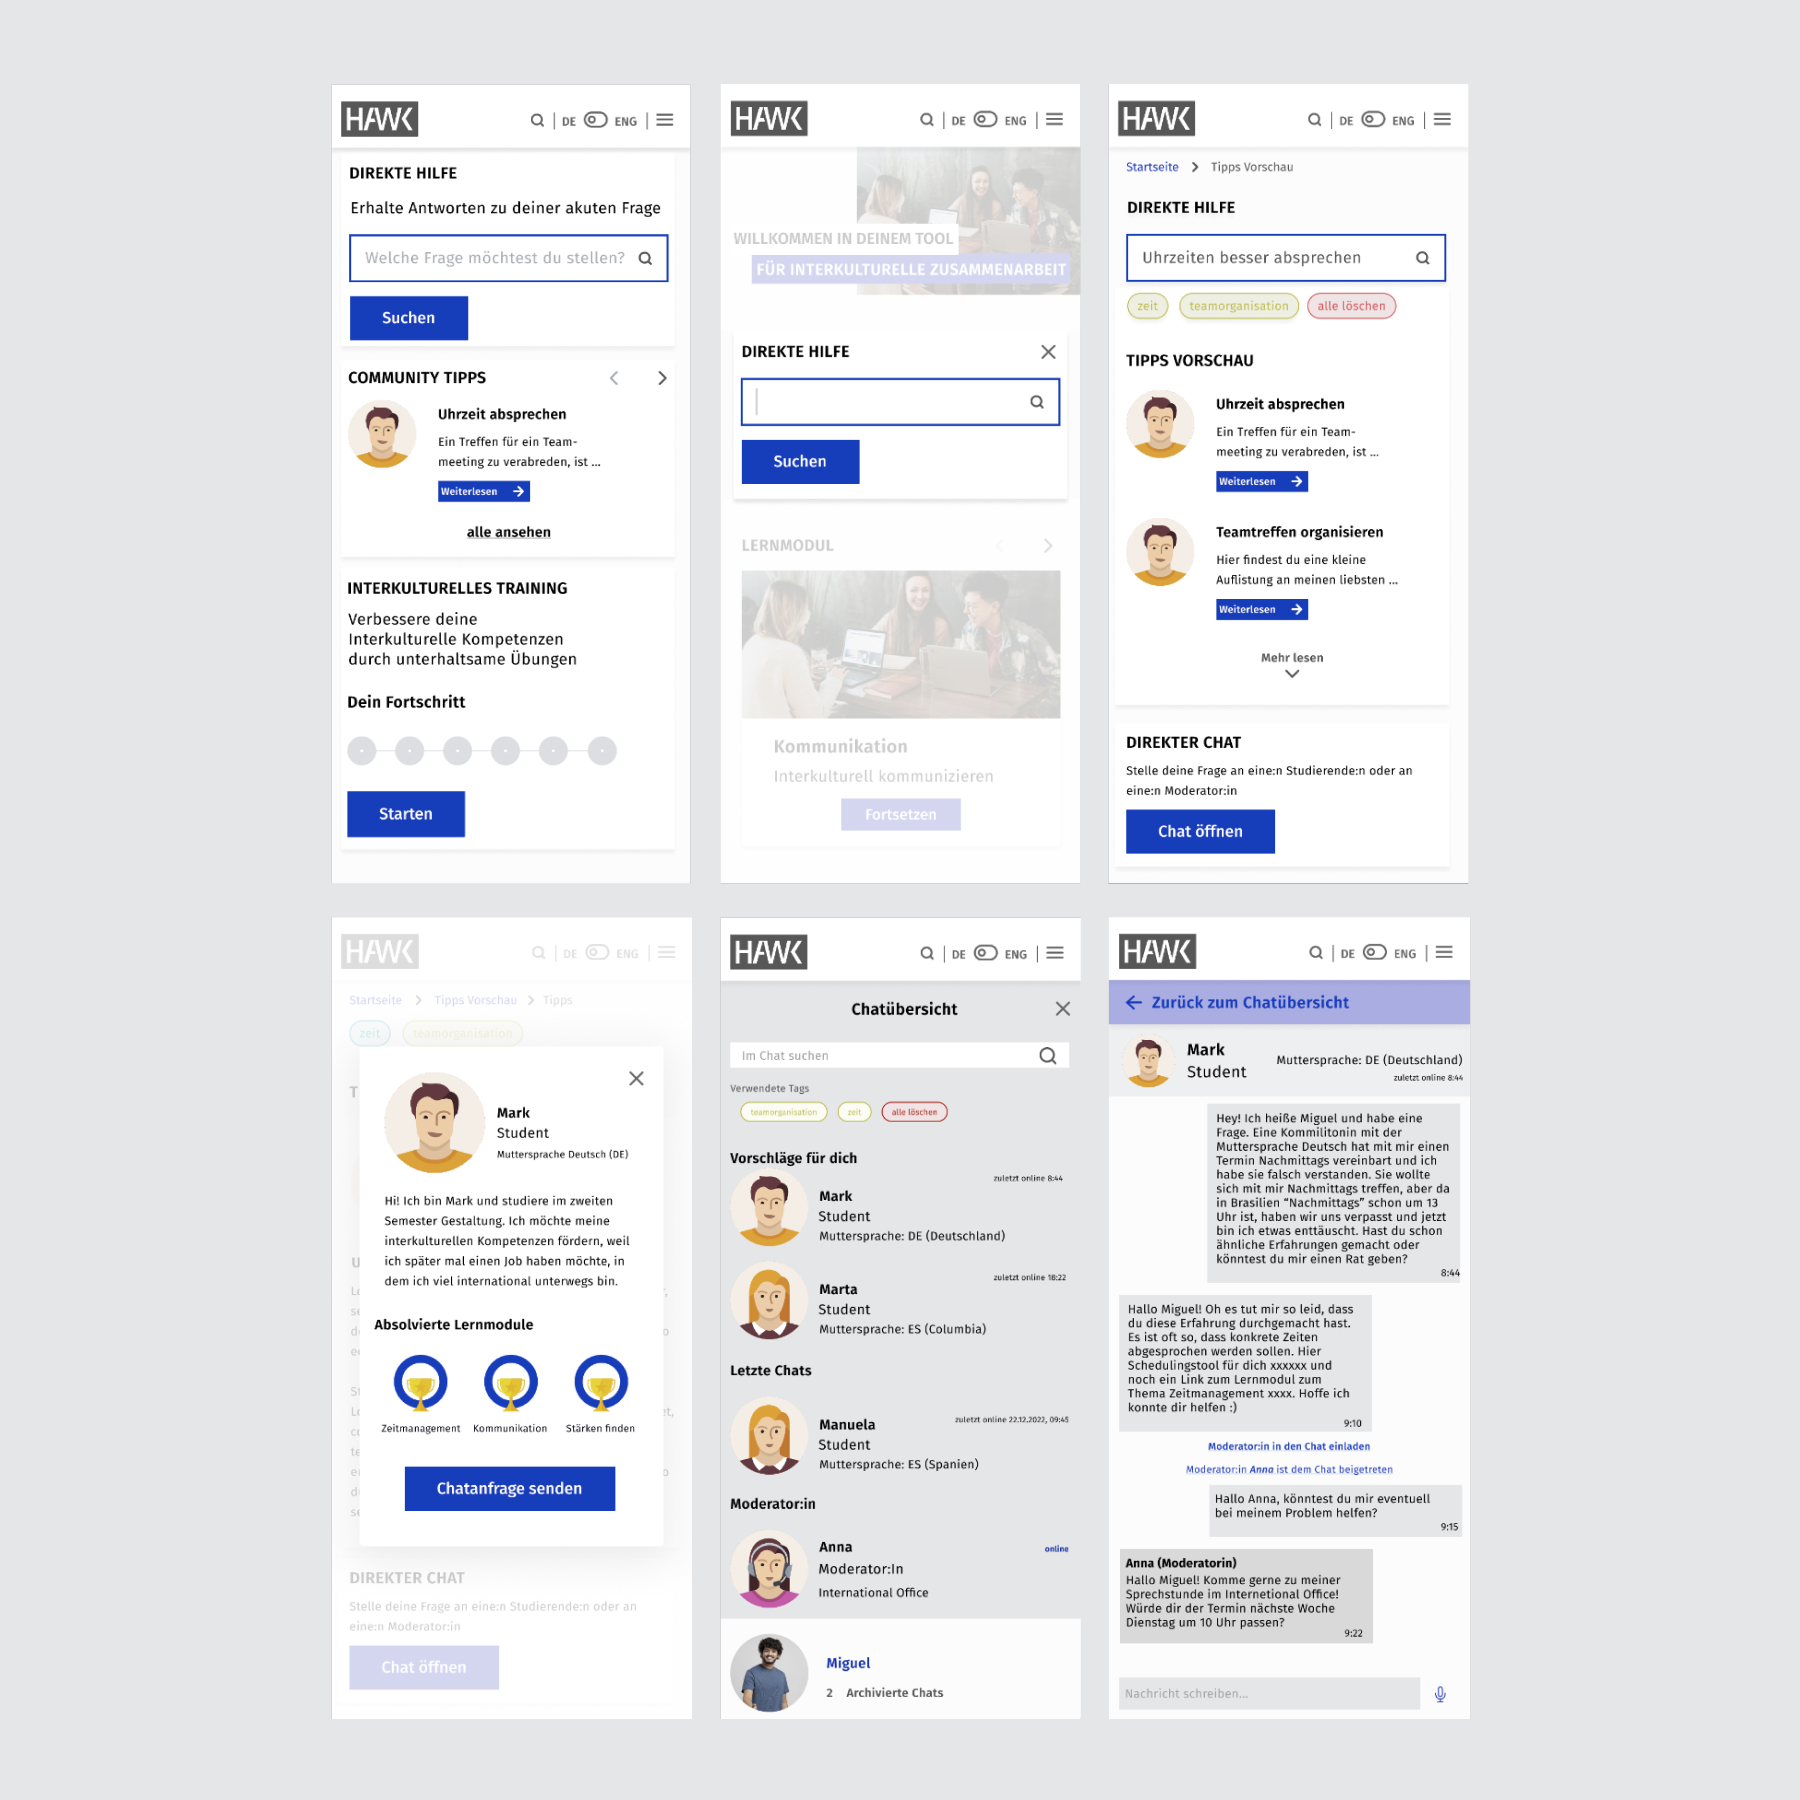 HAWK
DE ENG
DIREKTE HILFE
Erhalte Antworten zu deiner akuten Frage
Welche Frage möchtest du stellen?
Suchen
COMMUNITY TIPPS
Uhrzeit absprechen
Ein Treffen für ein Team-
meeting zu verabreden, ist ...
Weiterlesen
alle ansehen
INTERKULTURELLES TRAINING
Verbessere deine
Interkulturelle Kompetenzen
durch unterhaltsame Übungen
Dein Fortschritt
Starten
HAWK
DE ENG
WILLKOMMEN IN DEINEM TOOL
FÜR INTERKULTURELLE ZUSAMMENARBEIT
DIREKTE HILFE
Suchen
LERNMODUL
Kommunikation
Interkulturell kommunizieren
Fortsetzen
HAWK
DE ENG
Startseite > Tipps Vorschau
DIREKTE HILFE
Uhrzeiten besser absprechen
zeit teamorganisation alle löschen
TIPPS VORSCHAU
Uhrzeit absprechen
Ein Treffen für ein Team-
meeting zu verabreden, ist ...
Weiterlesen
Teamtreffen organisieren
Hier findest du eine kleine
Auflistung an meinen liebsten ...
Weiterlesen
Mehr lesen
DIREKTER CHAT
Stelle deine Frage an eine:n Studierende:n oder an
eine:n Moderator:in
Chat öffnen
HAWK
DE ENG
Startseite > Tipps Vorschau > Tipps
zeit teamorganisation
Mark
Student
Muttersprache Deutsch (DE)
Hi! Ich bin Mark und studiere im zweiten
Semester Gestaltung. Ich möchte meine
interkulturellen Kompetenzen fördern, weil
ich später mal einen Job haben möchte, in
dem ich viel international unterwegs bin.
Absolvierte Lernmodule
Zeitmanagement Kommunikation Stärken finden
Chatanfrage senden
DIREKTER CHAT
Stelle deine Frage an eine:n Studierende:n oder an
eine:n Moderator:in
Chat öffnen
HAWK
DE ENG
Chatübersicht
Im Chat suchen
Verwendete Tags
teamorganisation zeit alle löschen
Vorschläge für dich
zuletzt online 8:44
Mark
Student
Muttersprache: DE (Deutschland)
zuletzt online 18:22
Marta
Student
Muttersprache: ES (Columbia)
Letzte Chats
Manuela
zuletzt online 22.12.2022, 09:45
Student
Muttersprache: ES (Spanien)
Moderator:in
Anna
online
Moderator:In
International Office
Miguel
2 Archivierte Chats
HAWK
DE ENG
Zurück zum Chatübersicht
Mark
Student
Muttersprache: DE (Deutschland)
zuletzt online 8:44
Hey! Ich heiße Miguel und habe eine
Frage. Eine Kommilitonin mit der
Muttersprache Deutsch hat mit mir einen
Termin Nachmittags vereinbart und ich
habe sie falsch verstanden. Sie wollte
sich mit mir Nachmittags treffen, aber da
in Brasilien “Nachmittags” schon um 13
Uhr ist, haben wir uns verpasst und jetzt
bin ich etwas enttäuscht. Hast du schon
ähnliche Erfahrungen gemacht oder
könntest du mir einen Rat geben?
8:44
Hallo Miguel! Oh es tut mir so leid, dass
du diese Erfahrung durchgemacht hast.
Es ist oft so, dass konkrete Zeiten
abgesprochen werden sollen. Hier
Schedulingstool für dich xxxxxx und
noch ein Link zum Lernmodul zum
Thema Zeitmanagement xxxx. Hoffe ich
konnte dir helfen :)
9:10
Moderator:in in den Chat einladen
Moderator:in Anna ist dem Chat beigetreten
Hallo Anna, könntest du mir eventuell
bei meinem Problem helfen?
9:15
Anna (Moderatorin)
Hallo Miguel! Komme gerne zu meiner
Sprechstunde im Internetional Office!
Würde dir der Termin nächste Woche
Dienstag um 10 Uhr passen?
9:22
Nachricht schreiben...